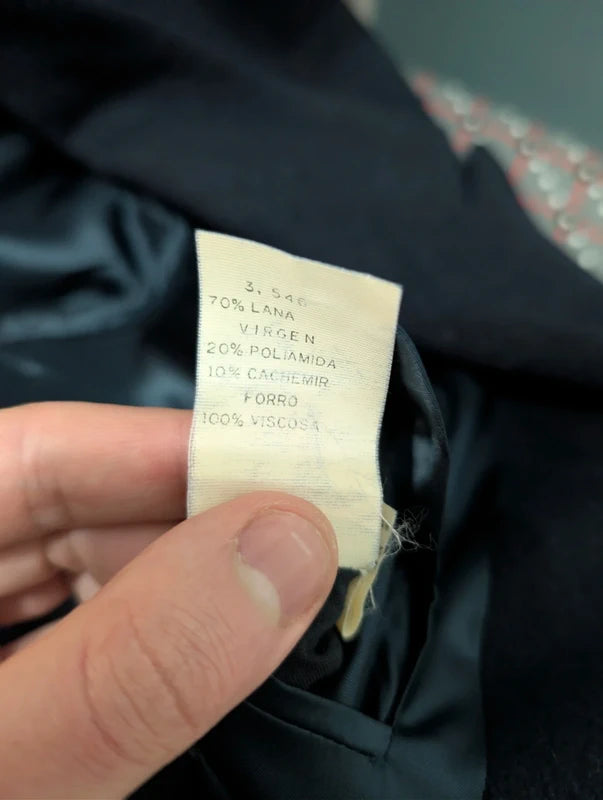 3, 546
70% LANA
VIRGEN
20% POLIAMIDA
10% CACHEMIR
FORRO
100% VISCOSA